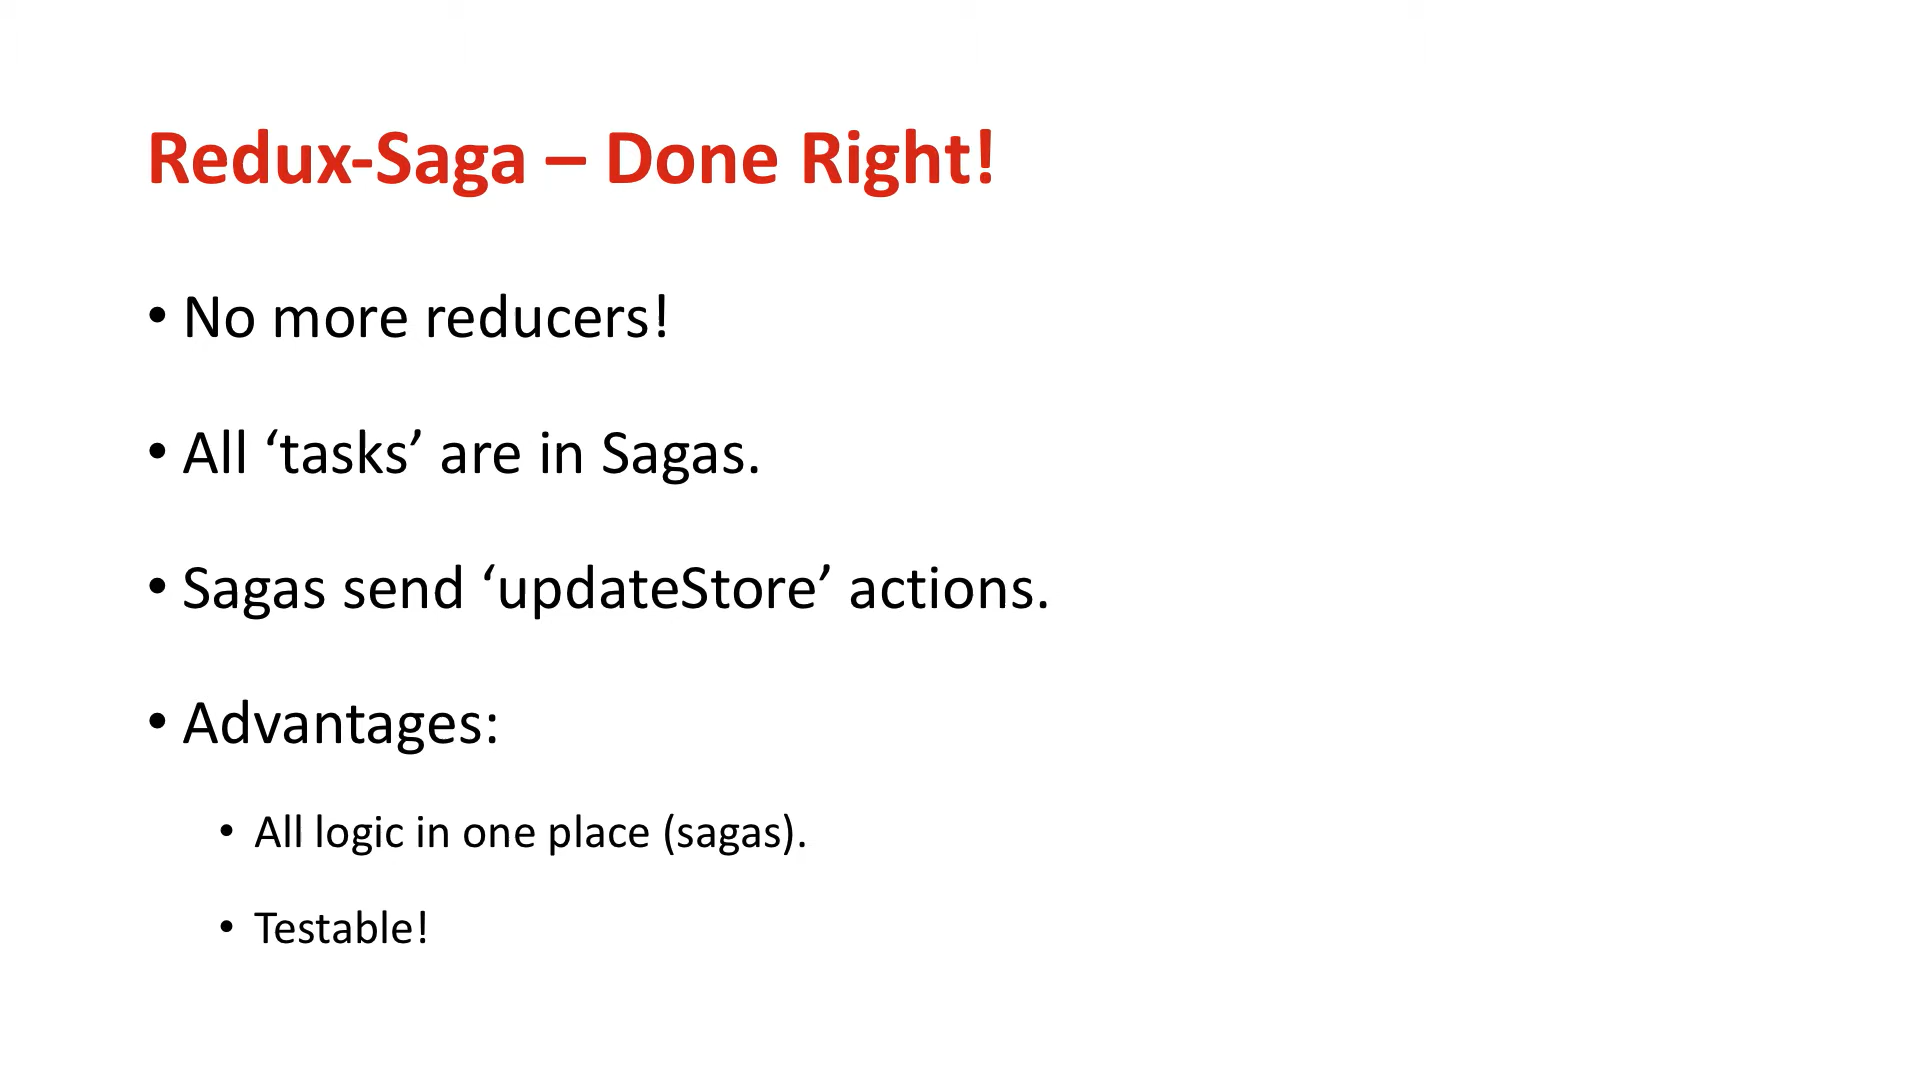 Redux-Saga – Done Right!
• No more reducers!
• All ‘tasks’ are in Sagas.
• Sagas send ‘updateStore’ actions.
• Advantages:
• All logic in one place (sagas).
• Testable!